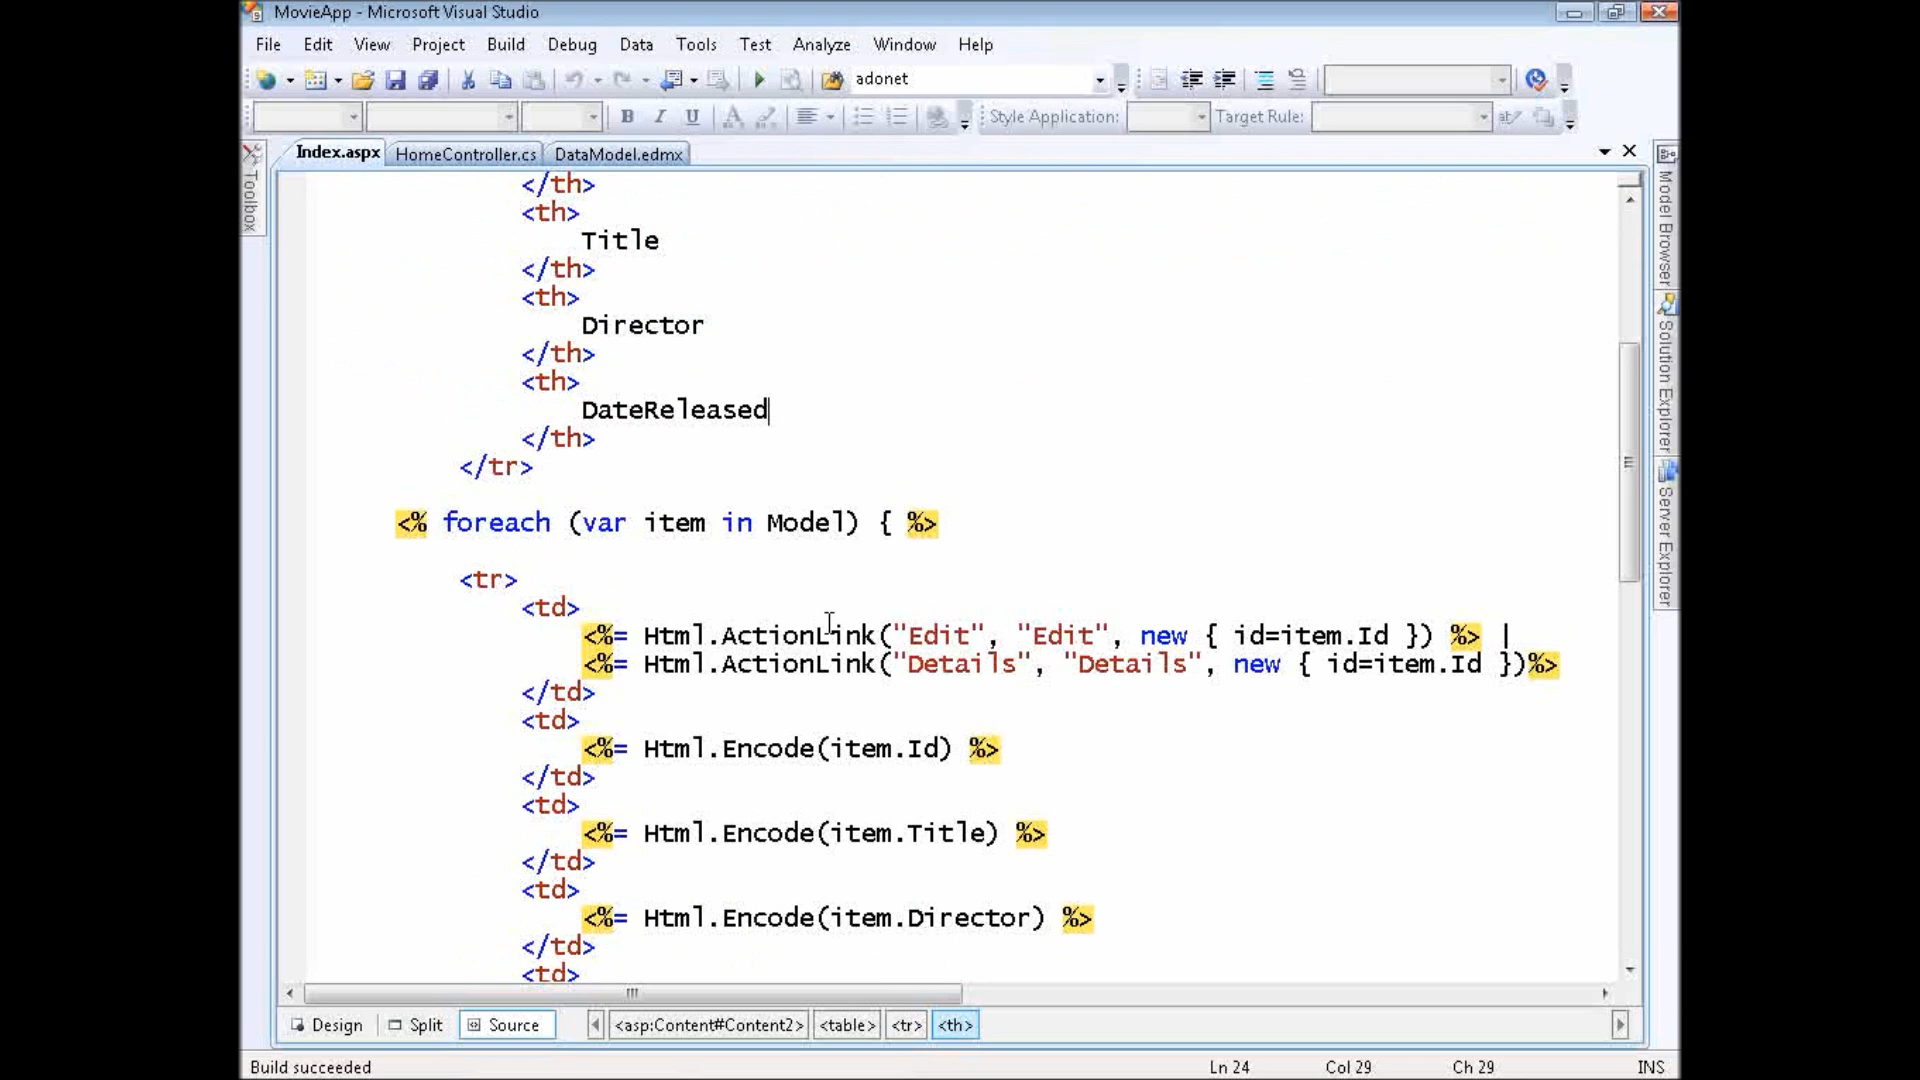 MovieApp - Microsoft Visual Studio
File Edit View Project Build Debug Data Tools Test Analyze Window Help
adonet
B I U A Style Application: Target Rule:
Index.aspx HomeController.cs DataModel.edmx
Toolbox
</th>
<th>
Title
</th>
<th>
Director
</th>
<th>
DateReleased
</th>
</tr>
<% foreach (var item in Model) { %>
<tr>
<td>
<%= Html.ActionLink("Edit", "Edit", new { id=item.Id }) %> |
<%= Html.ActionLink("Details", "Details", new { id=item.Id })%>
</td>
<td>
<%= Html.Encode(item.Id) %>
</td>
<td>
<%= Html.Encode(item.Title) %>
</td>
<td>
<%= Html.Encode(item.Director) %>
</td>
<td>
Model Browser
Solution Explorer
Server Explorer
Design Split Source <asp:Content#Content2> <table> <tr> <th>
Build succeeded Ln 24 Col 29 Ch 29 INS